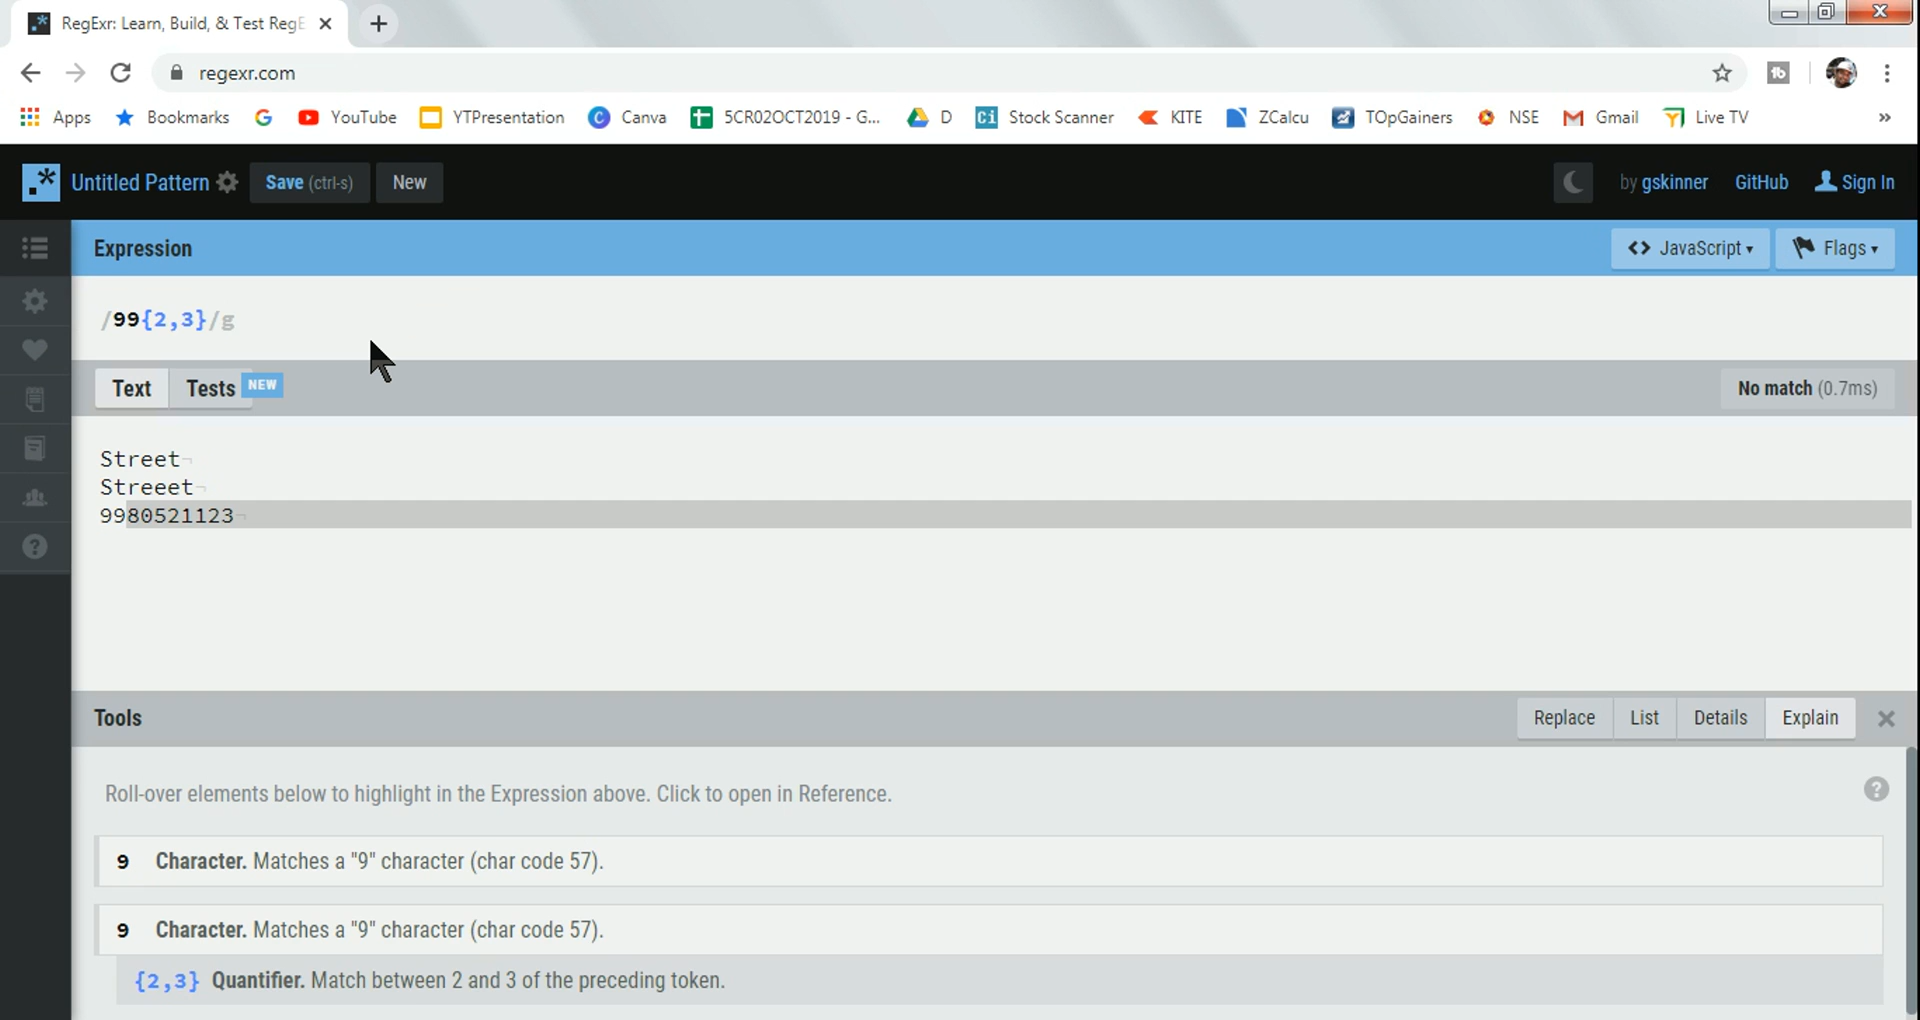 RegExr: Learn, Build, & Test RegE
regexr.com
Apps Bookmarks YouTube YTPresentation Canva 5CR02OCT2019 - G... D Stock Scanner KITE ZCalcu TOpGainers NSE Gmail Live TV »
.* Untitled Pattern Save (ctrl-s) New by gskinner GitHub Sign In
Expression <> JavaScript Flags
/99{2,3}/g
Text Tests NEW No match (0.7ms)
Street¬
Streeet¬
9980521123¬
Tools Replace List Details Explain
Roll-over elements below to highlight in the Expression above. Click to open in Reference. ?
9 Character. Matches a "9" character (char code 57).
9 Character. Matches a "9" character (char code 57).
{2,3} Quantifier. Match between 2 and 3 of the preceding token.